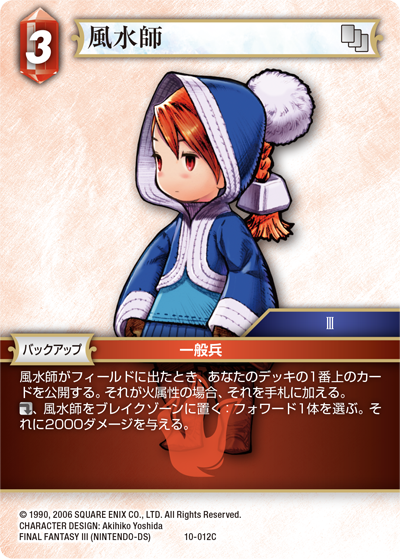 3
風水師
III
バックアップ
一般兵
風水師がフィールドに出たとき、あなたのデッキの1番上のカー
ドを公開する。それが火属性の場合、それを手札に加える。
、風水師をブレイクゾーンに置く：フォワード1体を選ぶ。そ
れに2000ダメージを与える。
© 1990, 2006 SQUARE ENIX CO., LTD. All Rights Reserved.
CHARACTER DESIGN: Akihiko Yoshida
FINAL FANTASY III (NINTENDO-DS) 10-012C